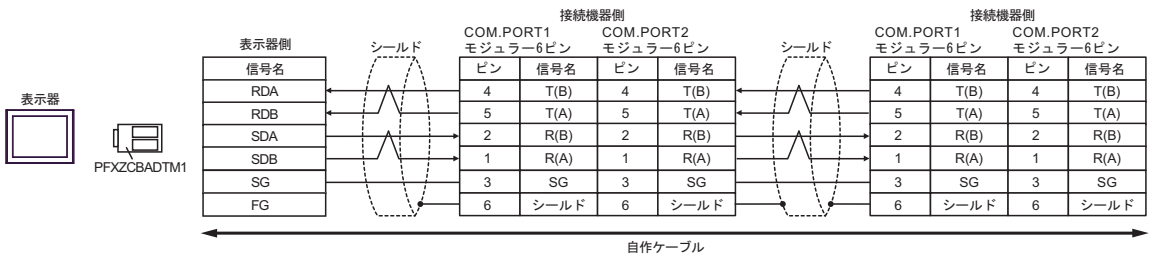 接続機器側
接続機器側
COM.PORT1 COM.PORT2 COM.PORT1 COM.PORT2
表示器側 シールド モジュラー6ピン モジュラー6ピン シールド モジュラー6ピン モジュラー6ピン
信号名 ピン 信号名 ピン 信号名 ピン 信号名 ピン 信号名
RDA 4 T(B) 4 T(B) 4 T(B) 4 T(B)
表示器
RDB 5 T(A) 5 T(A) 5 T(A) 5 T(A)
SDA 2 R(B) 2 R(B) 2 R(B) 2 R(B)
SDB 1 R(A) 1 R(A) 1 R(A) 1 R(A)
PFXZCBADTM1
SG 3 SG 3 SG 3 SG 3 SG
FG 6 シールド 6 シールド 6 シールド 6 シールド
自作ケーブル